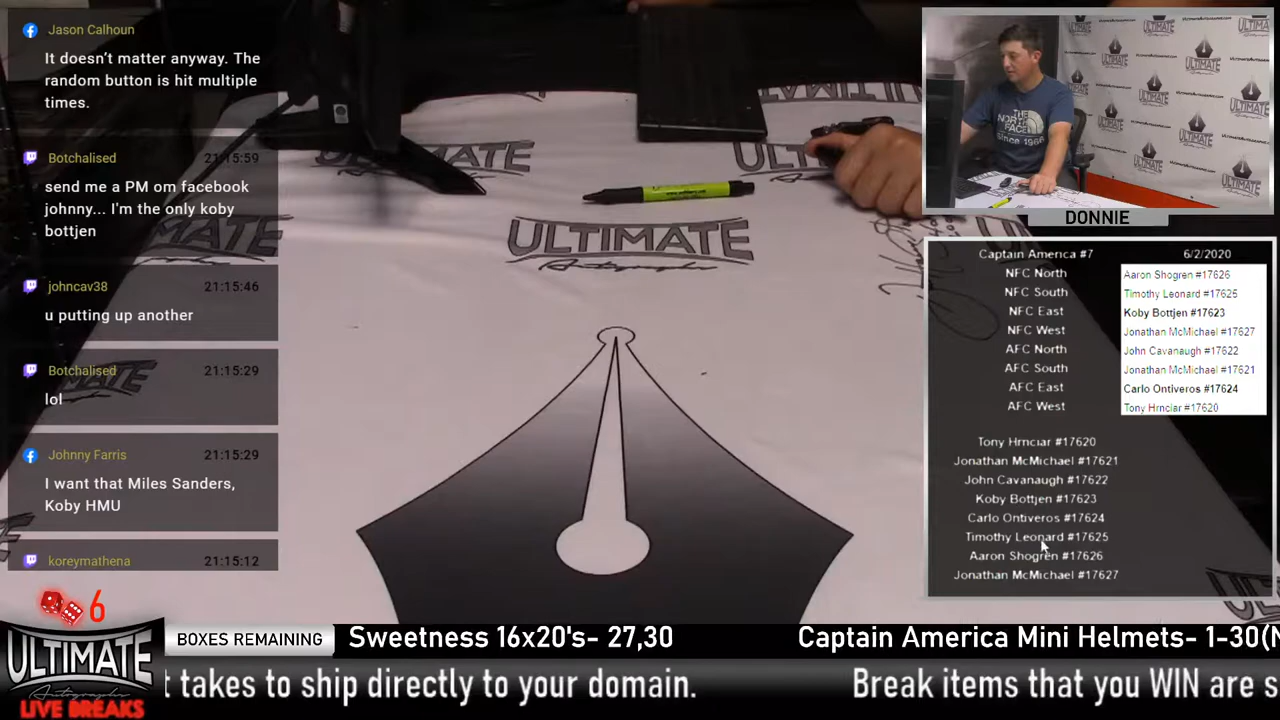 Jason Calhoun
It doesn't matter anyway. The
random button is hit multiple
times.
Botchalised 21:15:59
send me a PM om facebook
johnny... I'm the only koby
bottjen
johncav38 21:15:46
u putting up another
Botchalised 21:15:29
lol
Johnny Farris 21:15:29
I want that Miles Sanders,
Koby HMU
koreymathena 21:15:12
ULTIMATE
ULTIMATE
THE
NORTH
FACE
since 1966
DONNIE
Captain America #7 6/2/2020
NFC North Aaron Shogren #17626
NFC South Timothy Leonard #17625
NFC East Koby Bottjen #17623
NFC West Jonathan McMichael #17627
AFC North John Cavanaugh #17622
AFC South Jonathan McMichael #17621
AFC East Carlo Ontiveros #17624
AFC West Tony Hrnciar #17620
Tony Hrnciar #17620
Jonathan McMichael #17621
John Cavanaugh #17622
Koby Bottjen #17623
Carlo Ontiveros #17624
Timothy Leonard #17625
Aaron Shogren #17626
Jonathan McMichael #17627
6
ULTIMATE
Autographs
LIVE BREAKS
BOXES REMAINING
Sweetness 16x20's- 27,30 Captain America Mini Helmets- 1-30(N
t takes to ship directly to your domain. Break items that you WIN are s